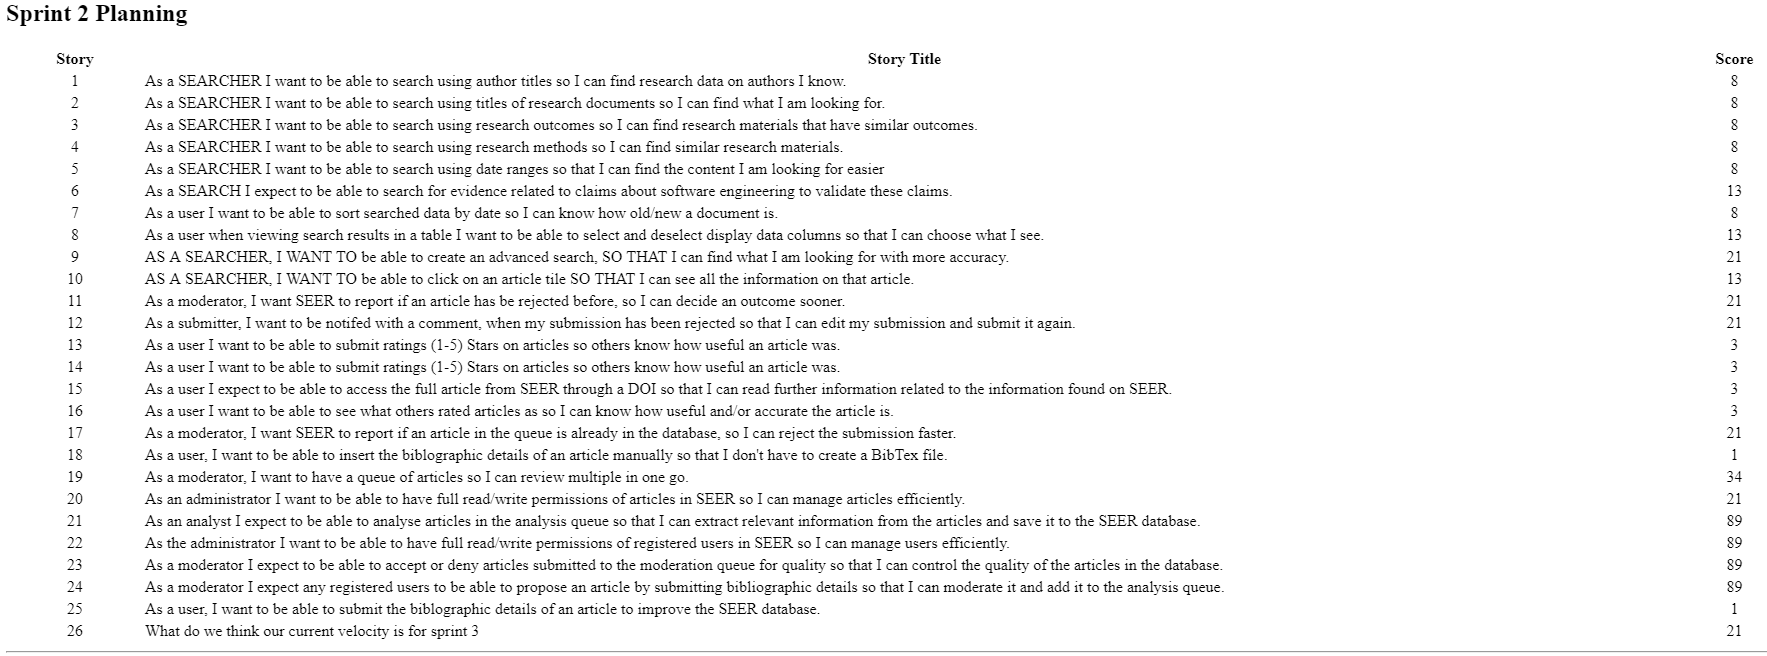 Sprint 2 Planning
Story Story Title Score
1 As a SEARCHER I want to be able to search using author titles so I can find research data on authors I know. 8
2 As a SEARCHER I want to be able to search using titles of research documents so I can find what I am looking for. 8
3 As a SEARCHER I want to be able to search using research outcomes so I can find research materials that have similar outcomes. 8
4 As a SEARCHER I want to be able to search using research methods so I can find similar research materials. 8
5 As a SEARCHER I want to be able to search using date ranges so that I can find the content I am looking for easier 8
6 As a SEARCH I expect to be able to search for evidence related to claims about software engineering to validate these claims. 13
7 As a user I want to be able to sort searched data by date so I can know how old/new a document is. 8
8 As a user when viewing search results in a table I want to be able to select and deselect display data columns so that I can choose what I see. 13
9 AS A SEARCHER, I WANT TO be able to create an advanced search, SO THAT I can find what I am looking for with more accuracy. 21
10 AS A SEARCHER, I WANT TO be able to click on an article tile SO THAT I can see all the information on that article. 13
11 As a moderator, I want SEER to report if an article has be rejected before, so I can decide an outcome sooner. 21
12 As a submitter, I want to be notifed with a comment, when my submission has been rejected so that I can edit my submission and submit it again. 21
13 As a user I want to be able to submit ratings (1-5) Stars on articles so others know how useful an article was. 3
14 As a user I want to be able to submit ratings (1-5) Stars on articles so others know how useful an article was. 3
15 As a user I expect to be able to access the full article from SEER through a DOI so that I can read further information related to the information found on SEER. 3
16 As a user I want to be able to see what others rated articles as so I can know how useful and/or accurate the article is. 3
17 As a moderator, I want SEER to report if an article in the queue is already in the database, so I can reject the submission faster. 21
18 As a user, I want to be able to insert the biblographic details of an article manually so that I don't have to create a BibTex file. 1
19 As a moderator, I want to have a queue of articles so I can review multiple in one go. 34
20 As an administrator I want to be able to have full read/write permissions of articles in SEER so I can manage articles efficiently. 21
21 As an analyst I expect to be able to analyse articles in the analysis queue so that I can extract relevant information from the articles and save it to the SEER database. 89
22 As the administrator I want to be able to have full read/write permissions of registered users in SEER so I can manage users efficiently. 89
23 As a moderator I expect to be able to accept or deny articles submitted to the moderation queue for quality so that I can control the quality of the articles in the database. 89
24 As a moderator I expect any registered users to be able to propose an article by submitting bibliographic details so that I can moderate it and add it to the analysis queue. 89
25 As a user, I want to be able to submit the biblographic details of an article to improve the SEER database. 1
26 What do we think our current velocity is for sprint 3 21